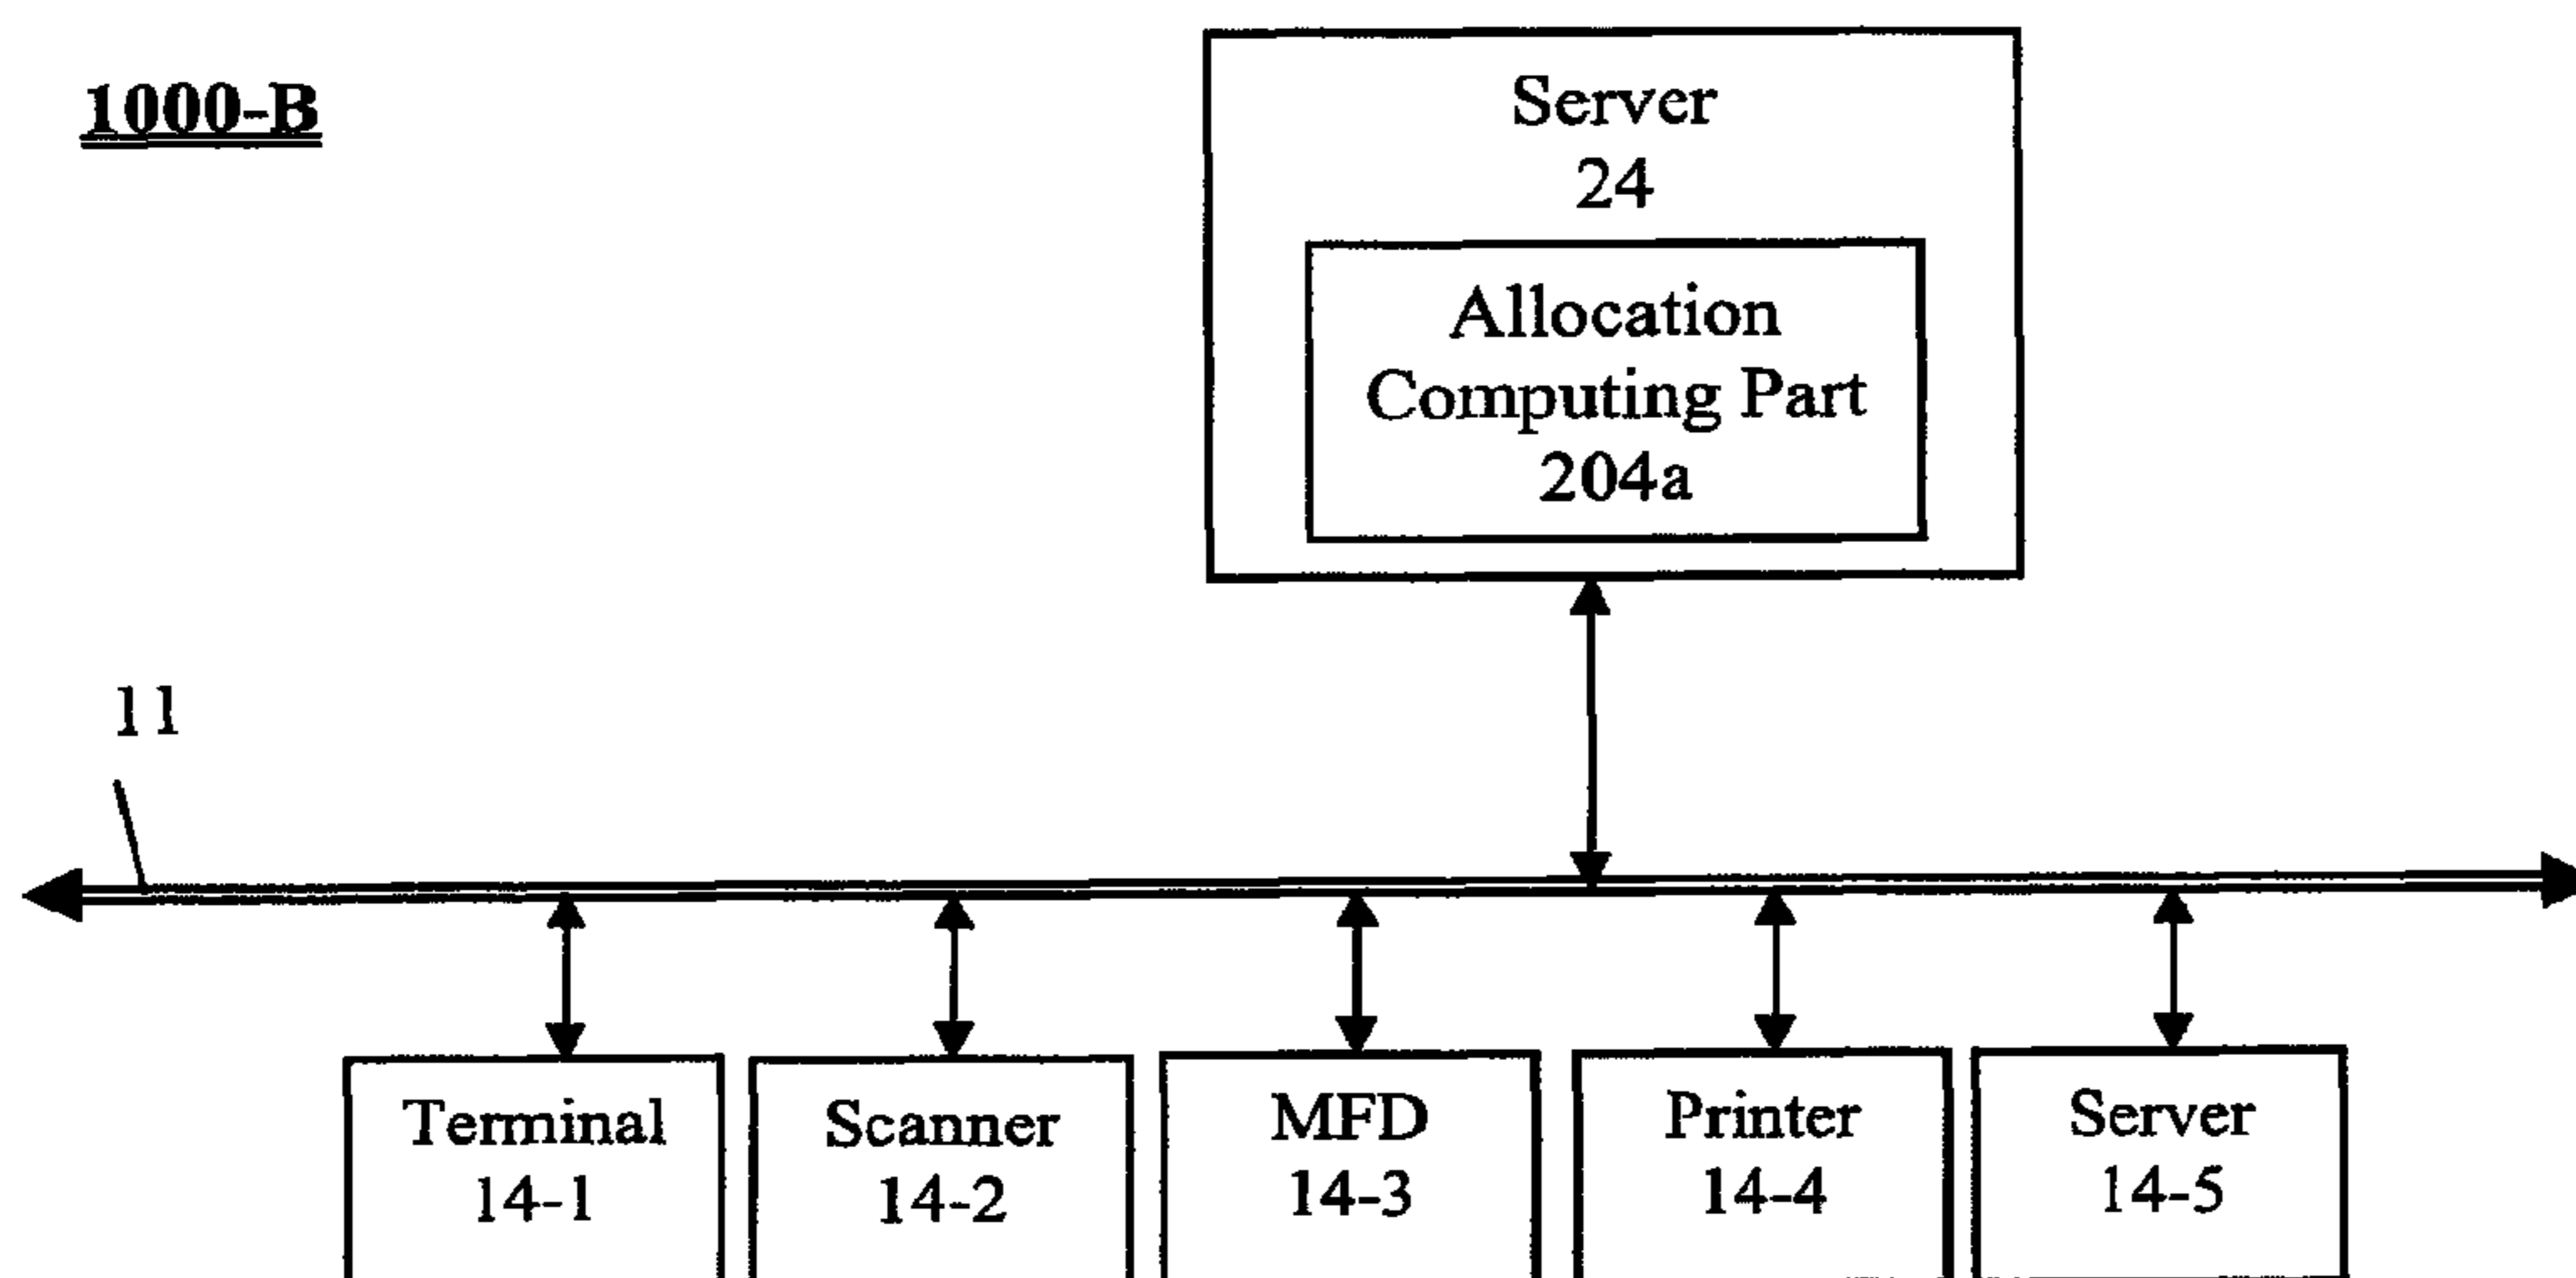 1000-B
Server
24
Allocation
Computing Part
204a
11
Terminal
14-1
Scanner
14-2
MFD
14-3
Printer
14-4
Server
14-5